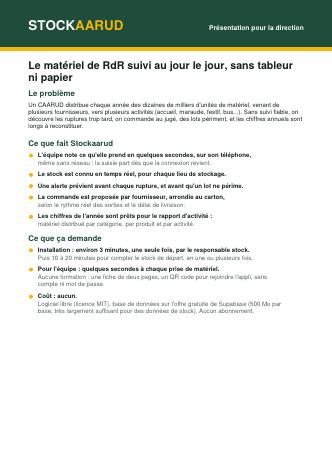 STOCKAARUD
Présentation pour la direction
Le matériel de RdR suivi au jour le jour, sans tableur
ni papier
Le problème
Un CAARUD distribue chaque année des dizaines de milliers d'unités de matériel, venant de
plusieurs fournisseurs, vers plusieurs activités (accueil, maraude, festival, bus...). Sans suivi fiable, on
découvre les ruptures trop tard, on commande au jugé, des lots périment, et les chiffres annuels sont
longs à reconstituer.
Ce que fait Stockaarud
L'équipe note ce qu'elle prend en quelques secondes, sur son téléphone,
même sans réseau : la saisie part dès que la connexion revient.
Le stock est connu en temps réel, pour chaque lieu de stockage.
Une alerte prévient avant chaque rupture, et avant qu'un lot ne périme.
La commande est proposée par fournisseur, arrondie au carton,
selon le rythme réel des sorties et le délai de livraison.
Les chiffres de l'année sont prêts pour le rapport d'activité :
matériel distribué par catégorie, par produit et par activité.
Ce que ça demande
Installation : environ 3 minutes, une seule fois, par le responsable stock.
Puis 10 à 20 minutes pour compter le stock de départ, en une ou plusieurs fois.
Pour l'équipe : quelques secondes à chaque prise de matériel.
Aucune formation : une fiche de deux pages, un QR code pour rejoindre l'appli, sans
compte ni mot de passe.
Coût : aucun.
Logiciel libre (licence MIT), base de données sur l'offre gratuite de Supabase (500 Mo par
base, très largement suffisant pour des données de stock). Aucun abonnement.